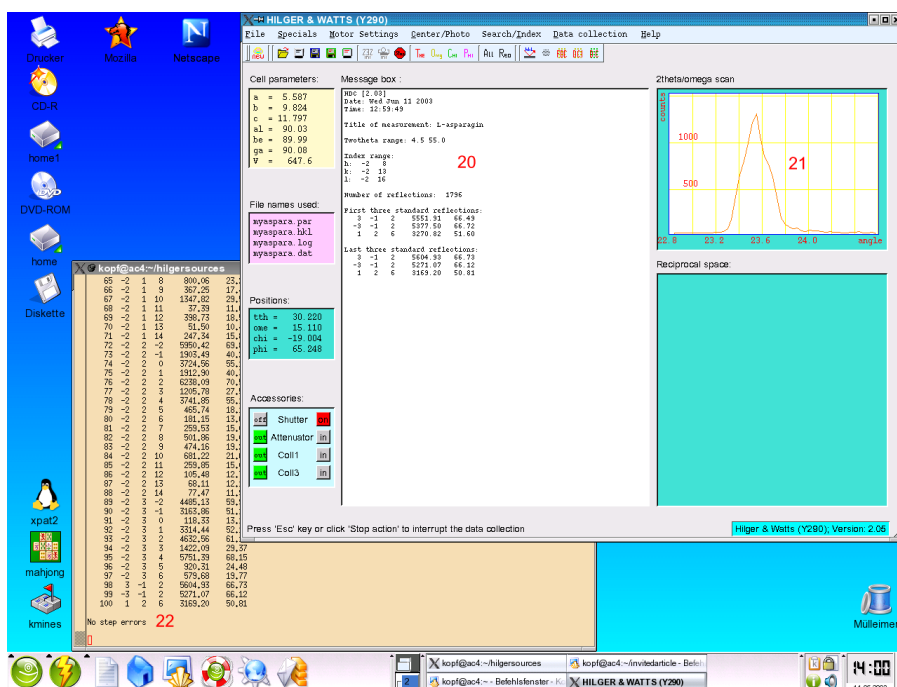 Drucker
Mozilla
Netscape
CD-R
home1
DVD-ROM
home
Diskette
xpat2
mahjong
kmines
Mülleimer
HILGER & WATTS (Y290)
File Specials Motor Settings Center/Photo Search/Index Data collection Help
Cell parameters:
a = 5.587
b = 9.824
c = 11.797
al = 90.03
be = 89.99
ga = 90.08
V = 647.6
File names used:
myaspara.par
myaspara.hkl
myaspara.log
myaspara.dat
Positions:
tth = 30.220
ome = 15.110
chi = -19.004
phi = 65.248
Accessories:
off Shutter on
out Attenustor in
out Coll1 in
out Coll3 in
Message box :
HDC [2.03]
Date: Wed Jun 11 2003
Time: 12:59:49
Title of measurement: L-asparagin
Twotheta range: 4.5 55.0
Index range:
h: -2 8
k: -2 13
l: -2 16
Number of reflections: 1796
First three standard reflections:
3 -1 2 5551.91 66.49
-3 -1 2 5377.50 66.72
1 2 6 3270.82 51.60
Last three standard reflections:
3 -1 2 5604.93 66.73
-3 -1 2 5271.07 66.12
1 2 6 3169.20 50.81
20
2theta/omega scan
counts
1000
500
21
22.8 23.2 23.6 24.0 angle
Reciprocal space:
Press 'Esc' key or click 'Stop action' to interrupt the data collection
Hilger & Watts (Y290); Version: 2.05
kopf@ac4:~/hilgersources
65 -2 1 8 800.06
66 -2 1 9 367.25
67 -2 1 10 1347.82
68 -2 1 11 37.39
69 -2 1 12 398.73
70 -2 1 13 51.50
71 -2 1 14 247.34
72 -2 2 -2 5950.42
73 -2 2 -1 1903.49
74 -2 2 0 3724.56
75 -2 2 1 1912.90
76 -2 2 2 6238.09
77 -2 2 3 1205.78
78 -2 2 4 3741.85
79 -2 2 5 465.74
80 -2 2 6 181.15
81 -2 2 7 259.53
82 -2 2 8 501.86
83 -2 2 9 474.16
84 -2 2 10 681.22
85 -2 2 11 259.85
86 -2 2 12 105.48
87 -2 2 13 68.11
88 -2 2 14 77.47
89 -2 3 -2 4485.13
90 -2 3 -1 3163.86
91 -2 3 0 118.33
92 -2 3 1 3314.44
93 -2 3 2 4632.56
94 -2 3 3 1422.09 29.37
95 -2 3 4 5751.39 68.15
96 -2 3 5 920.31 24.48
97 -2 3 6 579.68 19.77
98 3 -1 2 5604.93 66.73
99 -3 -1 2 5271.07 66.12
100 1 2 6 3169.20 50.81
No step errors 22
2
kopf@ac4:~/hilgersources
kopf@ac4:~/invitedarticle - Befeh
kopf@ac4:~ - Befehlsfenster - Ko
HILGER & WATTS (Y290)
14:00